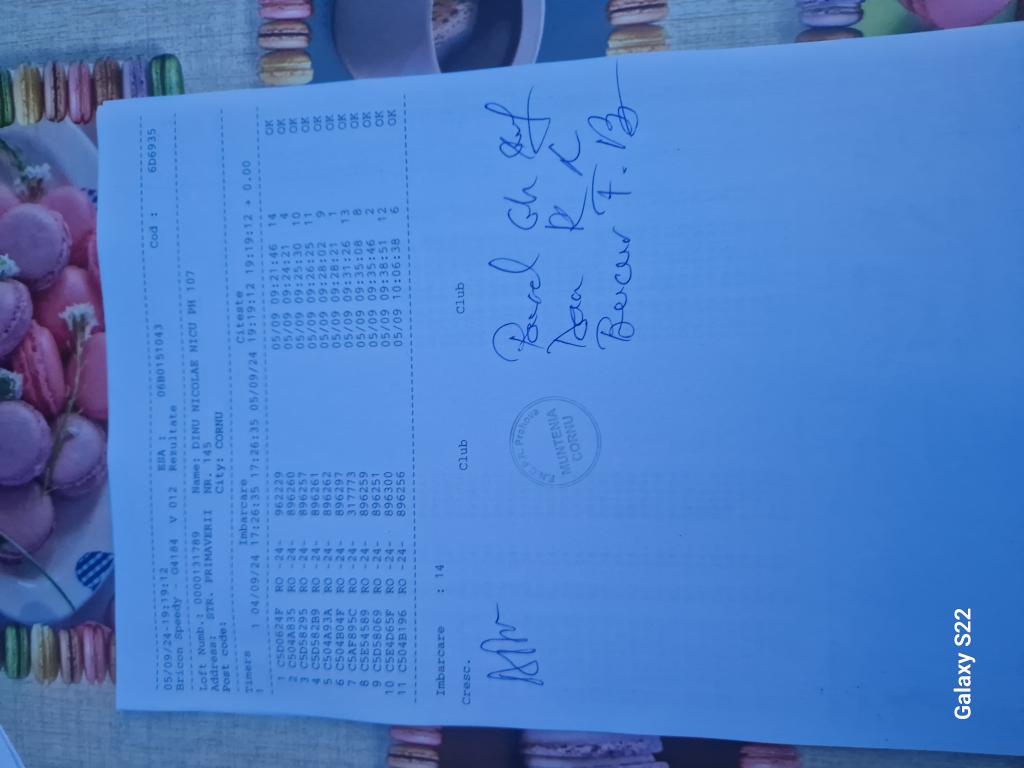 05/09/24-19:19:12 ESA : 06B0151043 Cod : 6D6935
Bricon Speedy - O4184 V 012 Rezultate
Loft Numb.: 0000131789 Name: DINU NICOLAE NICU PH 107
Address: STR. PRIMAVERII NR. 145
Post code: City: CORNU
Timers Imbarcare Citeste
1 1 04/09/24 17:26:35 17:26:35 05/09/24 19:19:12 19:19:12 + 0.00
1 C5D0624F RO -24- 962229 05/09 09:21:46 14 OK
2 C504A835 RO -24- 896260 05/09 09:24:21 4 OK
3 C5D58295 RO -24- 896257 05/09 09:25:30 10 OK
4 C5D582B9 RO -24- 896261 05/09 09:26:25 11 OK
5 C504A93A RO -24- 896262 05/09 09:28:02 9 OK
6 C504B04F RO -24- 896297 05/09 09:28:21 1 OK
7 C5AF895C RO -24- 317773 05/09 09:31:26 13 OK
8 C5E54689 RO -24- 896259 05/09 09:35:08 8 OK
9 C5D58069 RO -24- 896251 05/09 09:35:46 2 OK
10 C5E4D65F RO -24- 896300 05/09 09:38:51 12 OK
11 C504B196 RO -24- 896256 05/09 10:06:38 6 OK
Imbarcare : 14
Cresc. Club Club
Prahova
MUNTENIA
CORNU
Galaxy S22